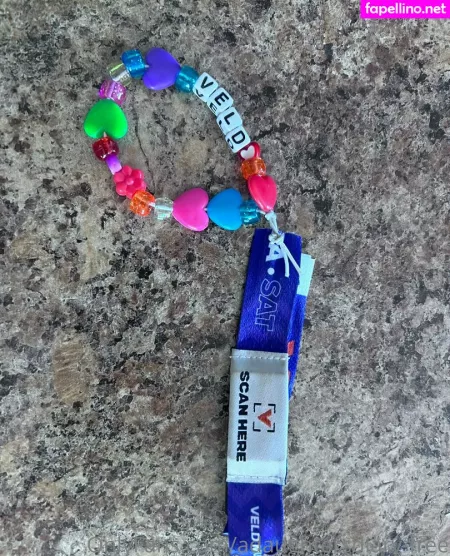 fapellino.net
VELD
A • SAT
SCAN HERE
VELD